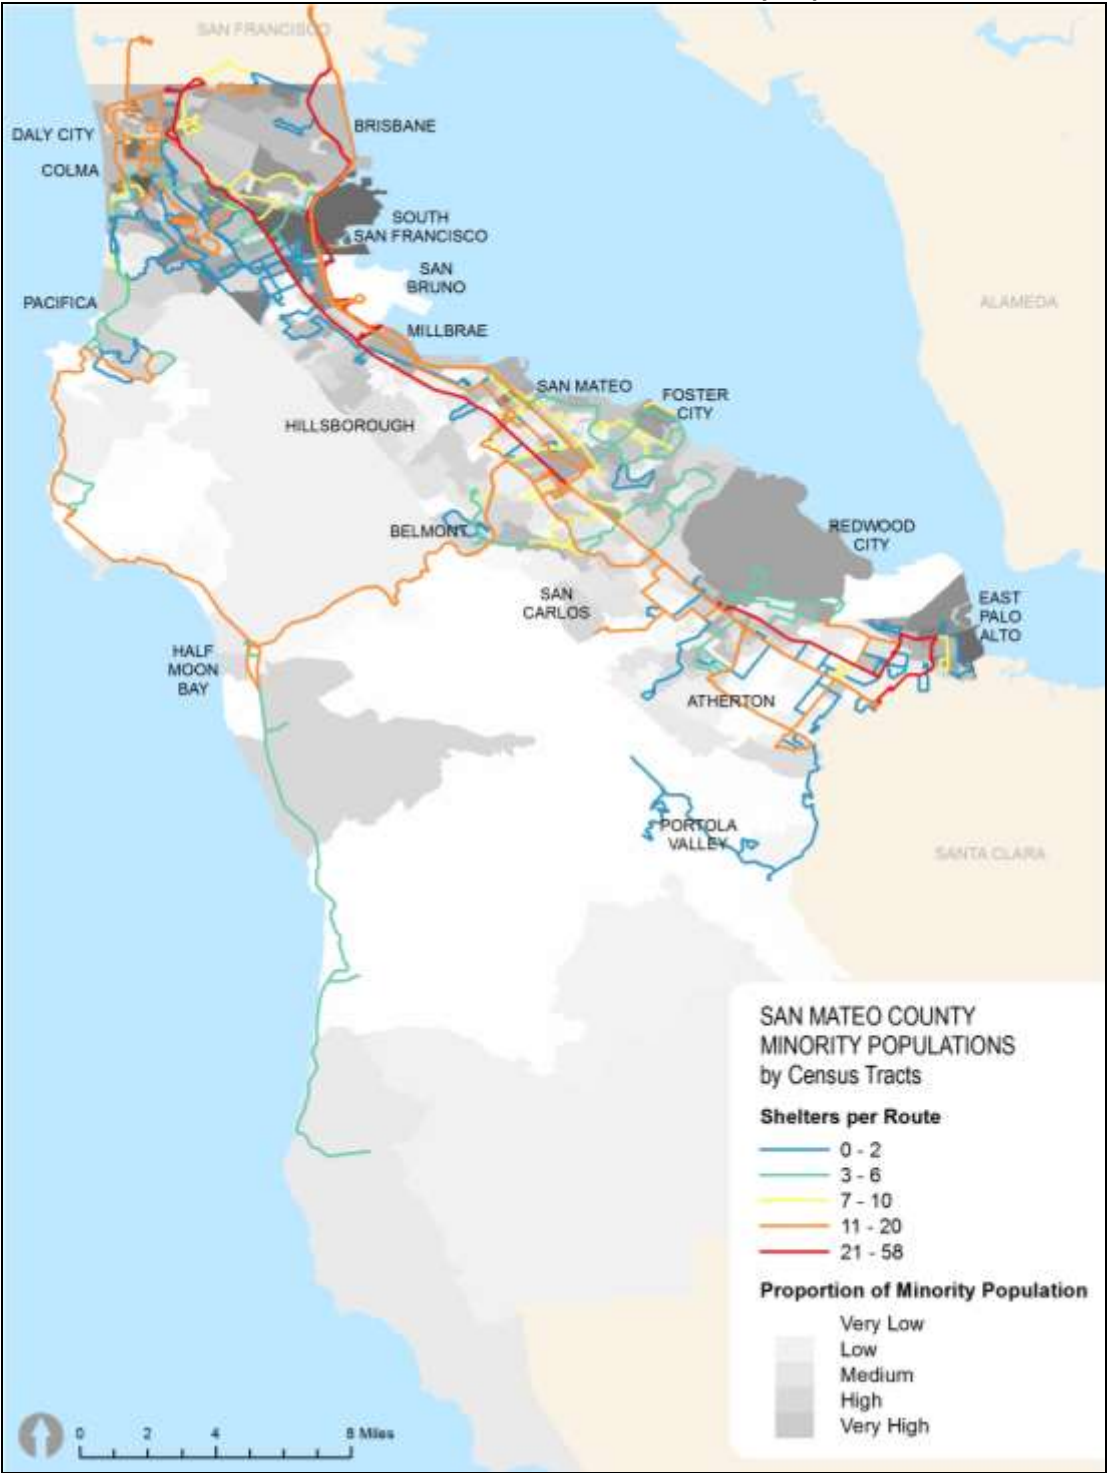 SAN FRANCISCO
DALY CITY
BRISBANE
COLMA
SOUTH
SAN FRANCISCO
SAN
BRUNO
PACIFICA
ALAMEDA
MILLBRAE
SAN MATEO
FOSTER
CITY
HILLSBOROUGH
BELMONT
REDWOOD
CITY
SAN
CARLOS
EAST
PALO
ALTO
HALF
MOON
BAY
ATHERTON
PORTOLA
VALLEY
SANTA CLARA
SAN MATEO COUNTY
MINORITY POPULATIONS
by Census Tracts
Shelters per Route
0 - 2
3 - 6
7 - 10
11 - 20
21 - 58
Proportion of Minority Population
Very Low
Low
Medium
High
Very High
0 2 4 8 Miles